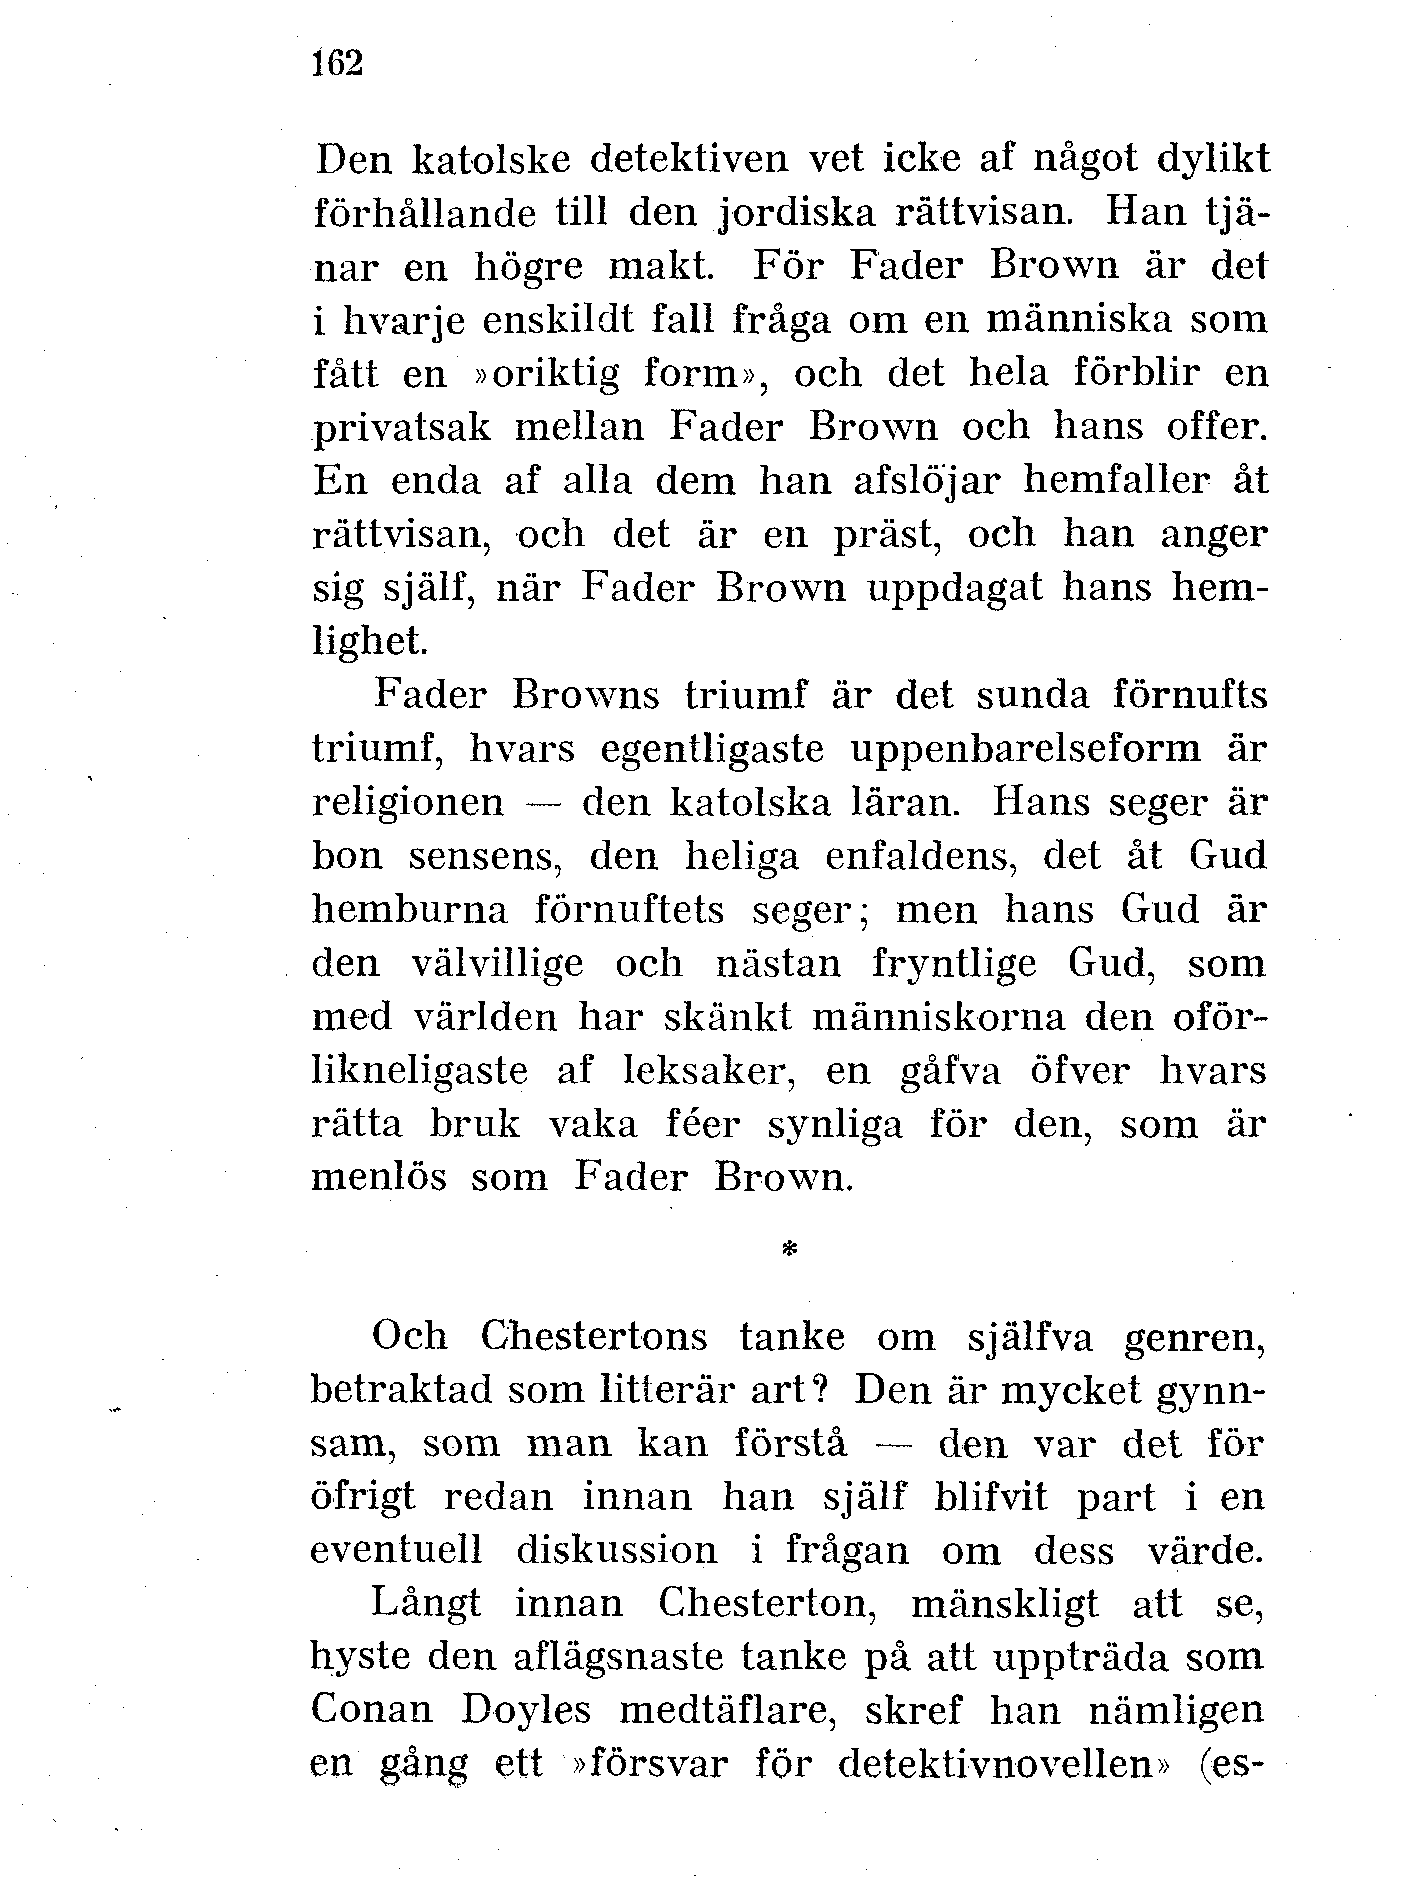 162
Den katolske detektiven vet icke af något dylikt
förhållande till den jordiska rättvisan. Han tjä-
nar en högre makt. För Fader Brown är det
i hvarje enskildt fall fråga om en människa som
fått en »oriktig form», och det hela förblir en
privatsak mellan Fader Brown och hans offer.
En enda af alla dem han afslöjar hemfaller åt
rättvisan, och det är en präst, och han anger
sig själf, när Fader Brown uppdagat hans hem-
lighet.
Fader Browns triumf är det sunda förnufts
triumf, hvars egentligaste uppenbarelseform är
religionen — den katolska läran. Hans seger är
bon sensens, den heliga enfaldens, det åt Gud
hemburna förnuftets seger; men hans Gud är
den välvillige och nästan fryntlige Gud, som
med världen har skänkt människorna den oför-
likneligaste af leksaker, en gåfva öfver hvars
rätta bruk vaka féer synliga för den, som är
menlös som Fader Brown.
*
Och Chestertons tanke om själfva genren,
betraktad som litterär art? Den är mycket gynn-
sam, som man kan förstå — den var det för
öfrigt redan innan han själf blifvit part i en
eventuell diskussion i frågan om dess värde.
Långt innan Chesterton, mänskligt att se,
hyste den aflägsnaste tanke på att uppträda som
Conan Doyles medtäflare, skref han nämligen
en gång ett »försvar för detektivnovellen» (es-